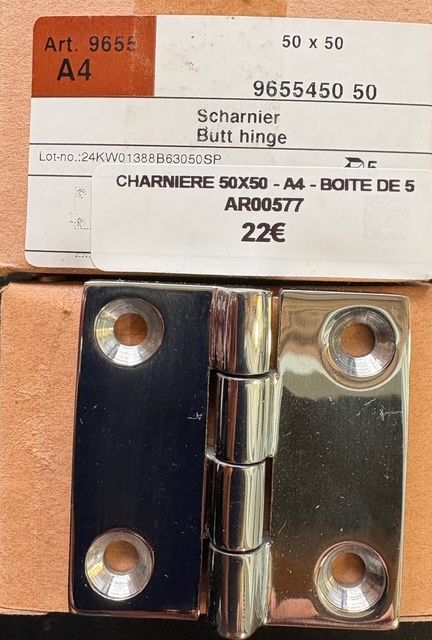 Art. 9655
50 x 50
A4
9655450 50
Scharnier
Butt hinge
Lot-no.:24KW01388B63050SP
5
CHARNIERE 50X50 - A4 - BOITE DE 5
AR00577
22€